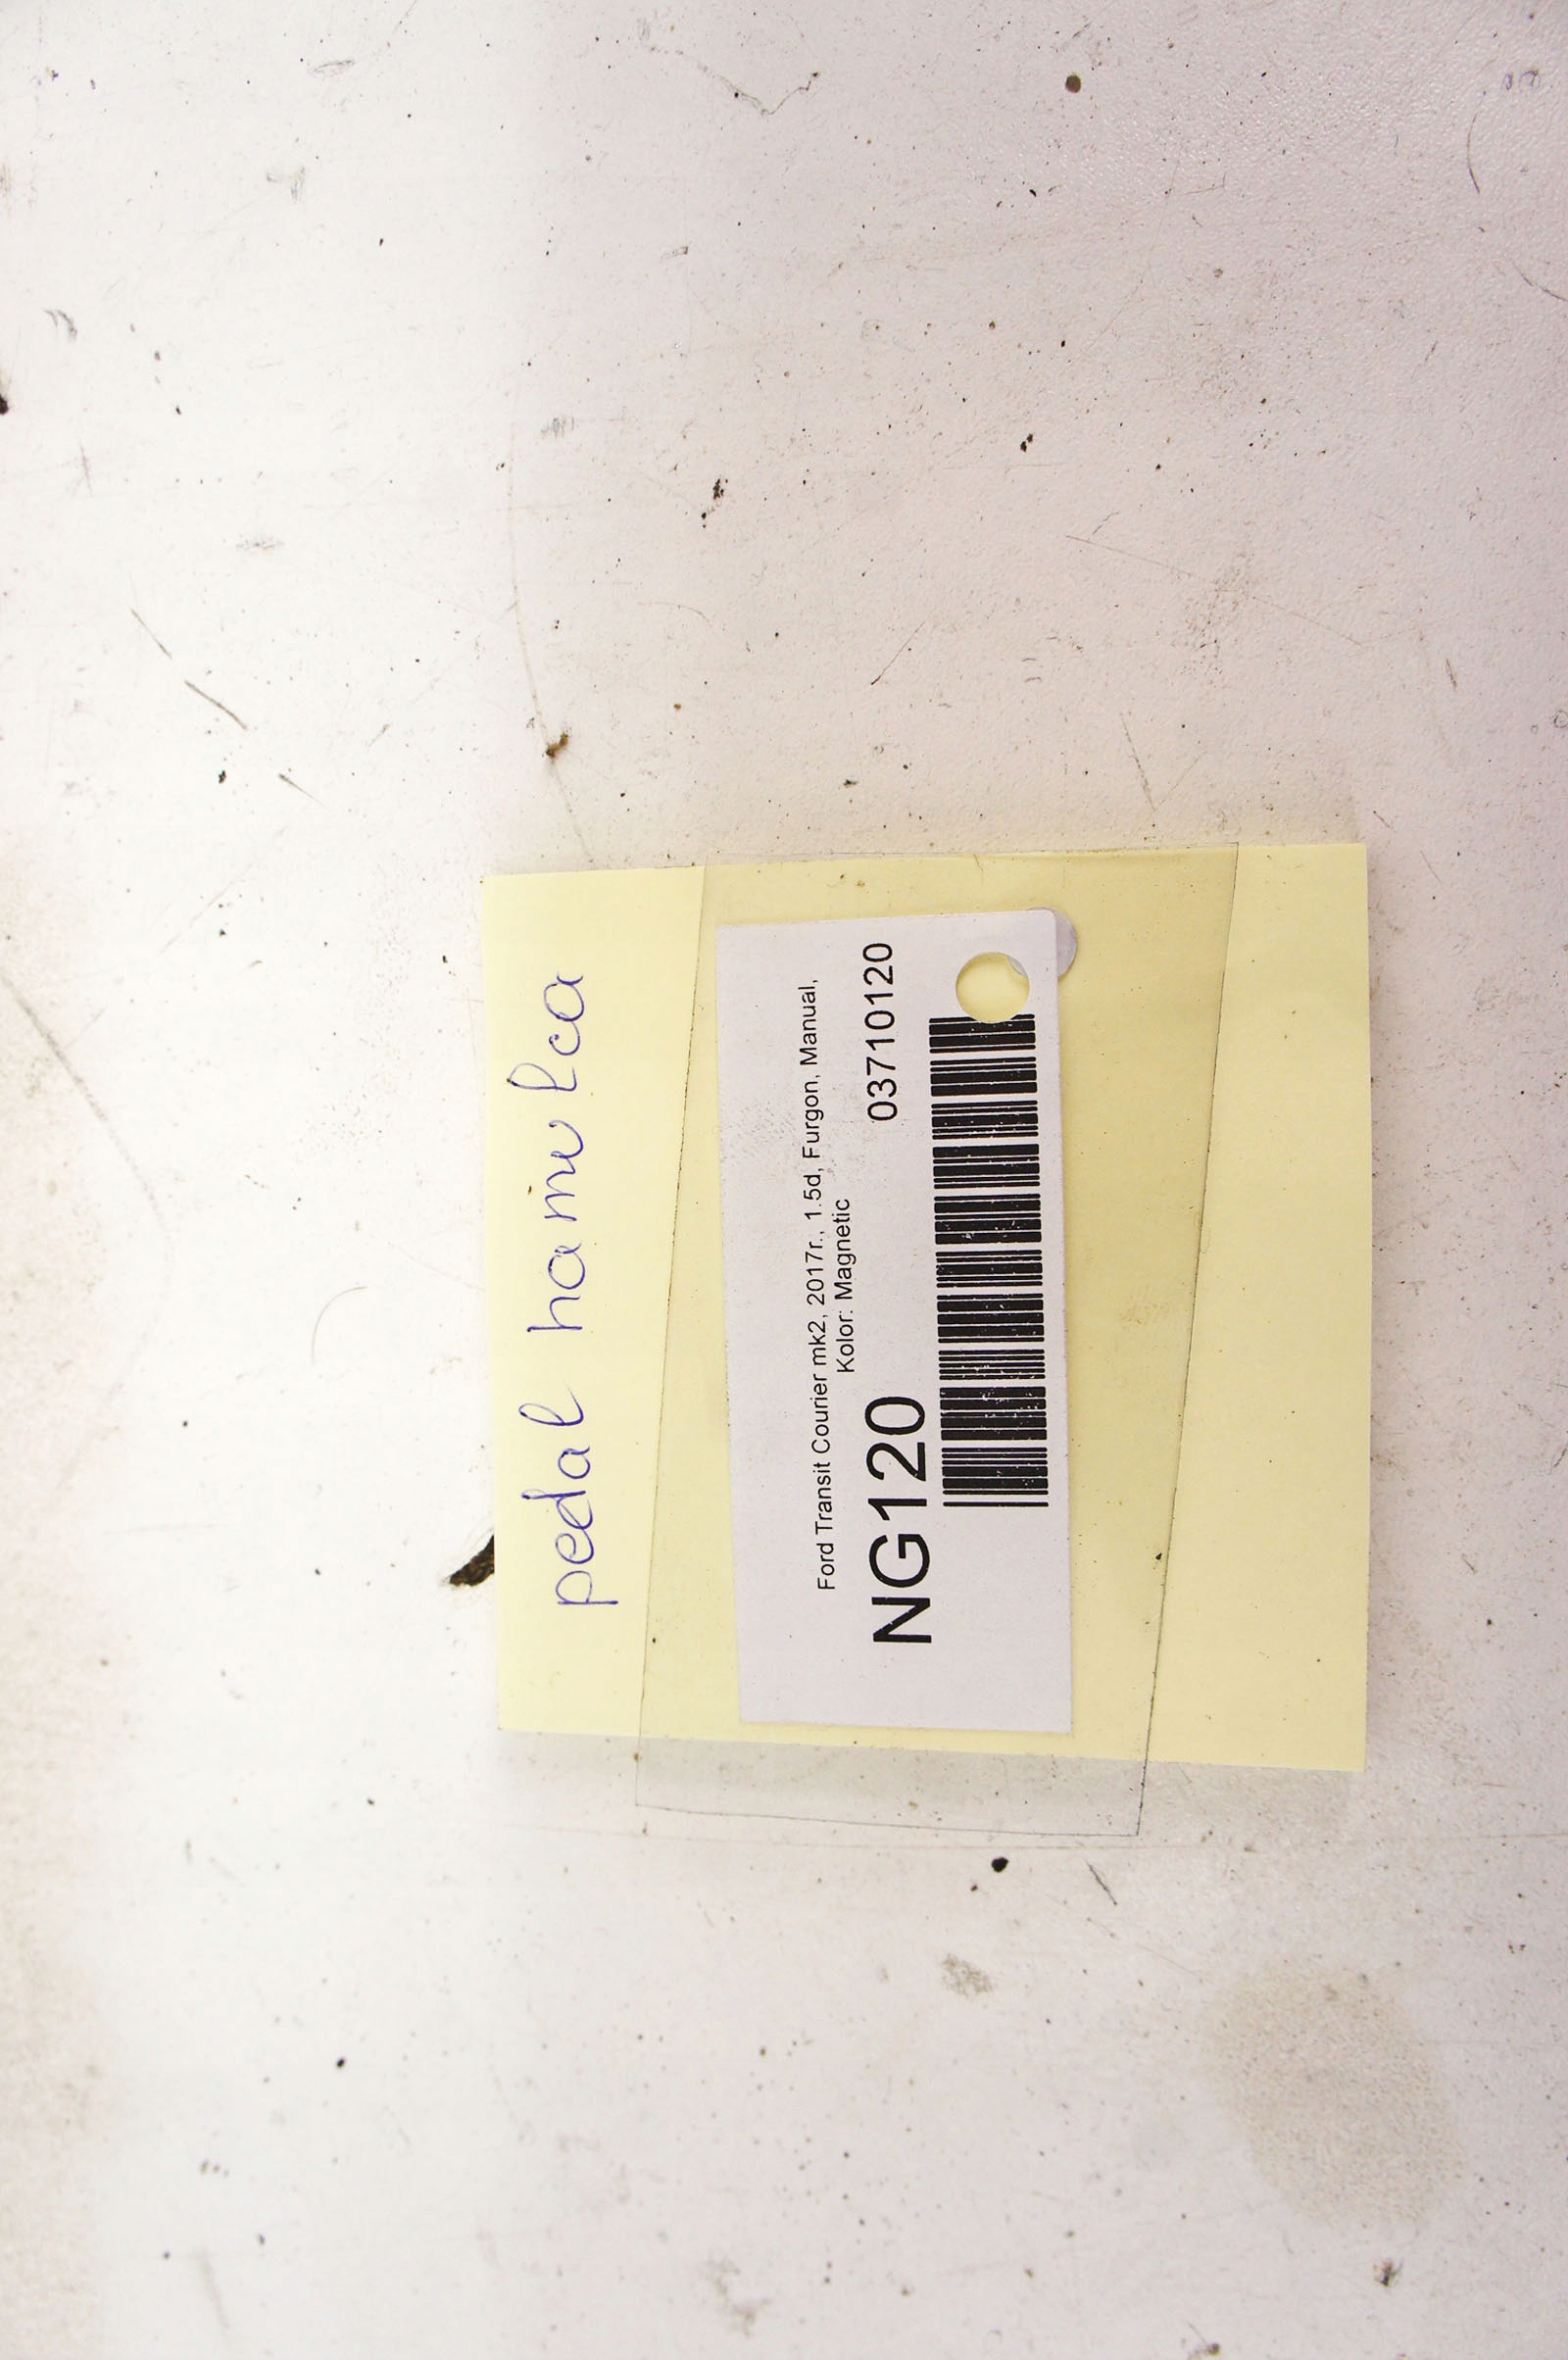 pedal hamulca
Ford Transit Courier mk2, 2017r., 1.5d, Furgon, Manual,
Kolor: Magnetic
NG120 03710120